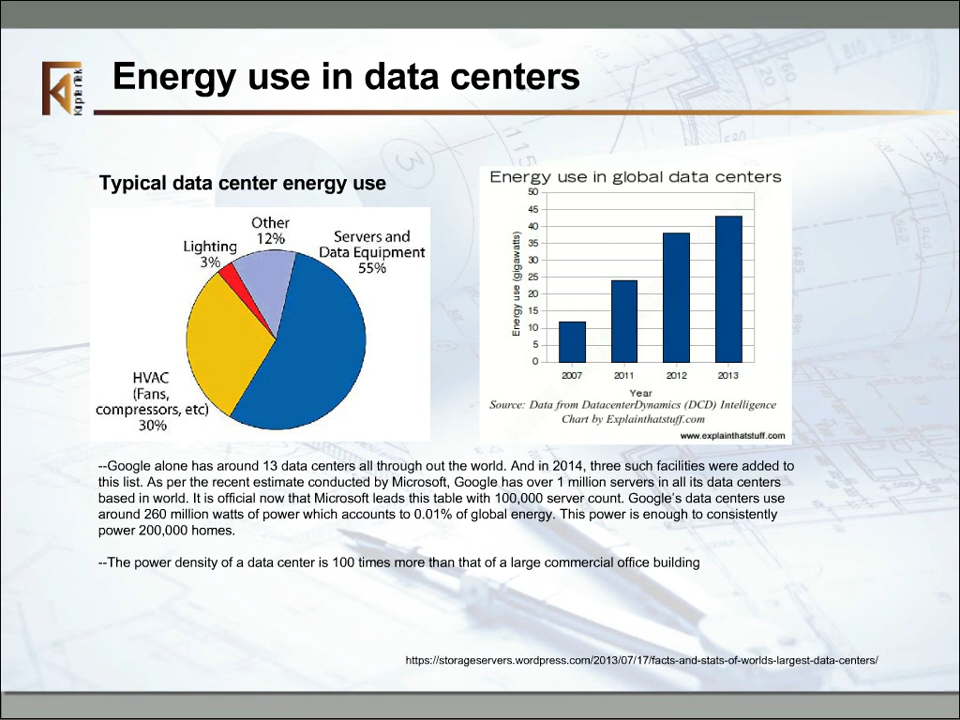 KapterTek
Energy use in data centers
Typical data center energy use
Other
12%
Lighting
3%
Servers and
Data Equipment
55%
HVAC
(Fans,
compressors, etc)
30%
Energy use in global data centers
Energy use (gigawatts)
50
45
40
35
30
25
20
15
10
5
0
2007
2011
2012
2013
Year
Source: Data from DatacenterDynamics (DCD) Intelligence
Chart by Explainthatstuff.com
www.explainthatstuff.com
--Google alone has around 13 data centers all through out the world. And in 2014, three such facilities were added to
this list. As per the recent estimate conducted by Microsoft, Google has over 1 million servers in all its data centers
based in world. It is official now that Microsoft leads this table with 100,000 server count. Google's data centers use
around 260 million watts of power which accounts to 0.01% of global energy. This power is enough to consistently
power 200,000 homes.
--The power density of a data center is 100 times more than that of a large commercial office building
https://storageservers.wordpress.com/2013/07/17/facts-and-stats-of-worlds-largest-data-centers/